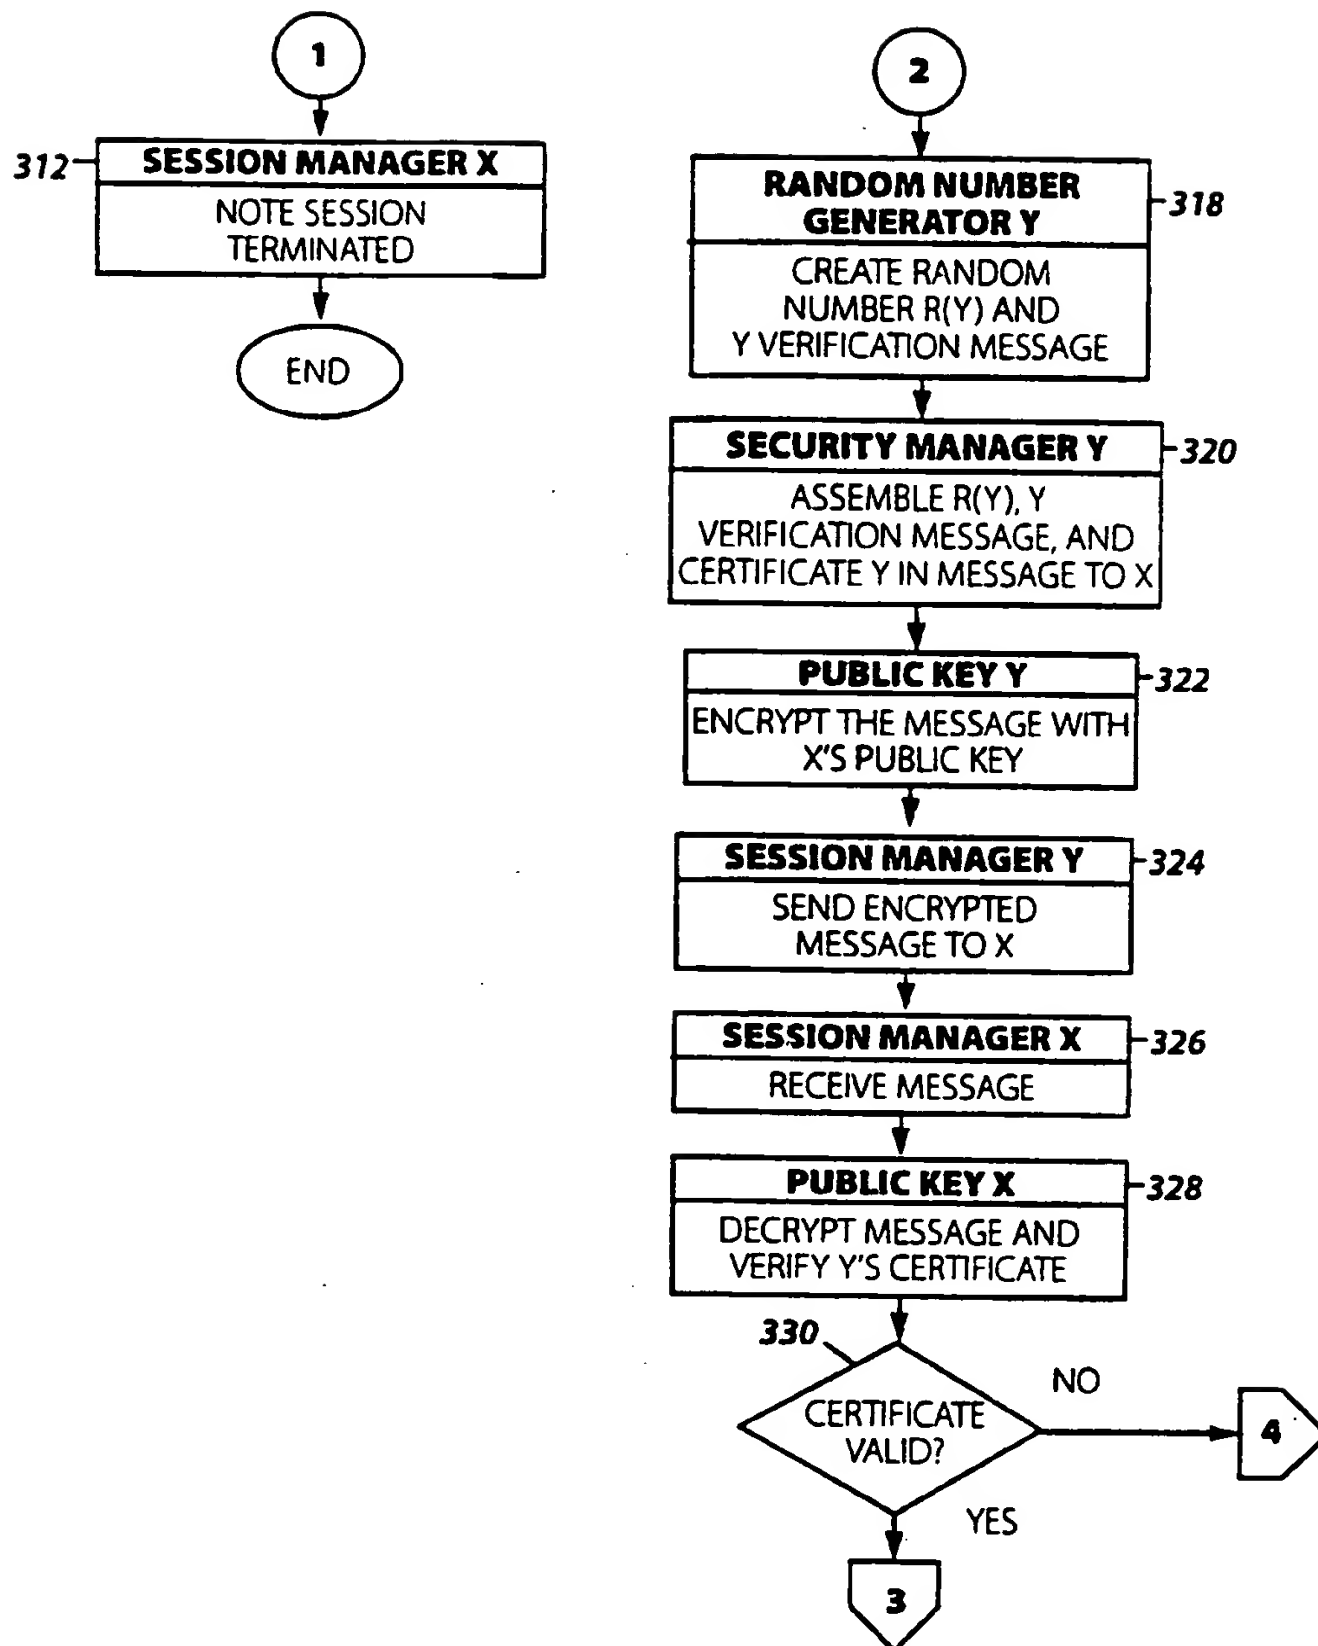 1
312
SESSION MANAGER X
NOTE SESSION
TERMINATED
END
2
RANDOM NUMBER
GENERATOR Y
318
CREATE RANDOM
NUMBER R(Y) AND
Y VERIFICATION MESSAGE
SECURITY MANAGER Y
320
ASSEMBLE R(Y), Y
VERIFICATION MESSAGE, AND
CERTIFICATE Y IN MESSAGE TO X
PUBLIC KEY Y
322
ENCRYPT THE MESSAGE WITH
X'S PUBLIC KEY
SESSION MANAGER Y
324
SEND ENCRYPTED
MESSAGE TO X
SESSION MANAGER X
326
RECEIVE MESSAGE
PUBLIC KEY X
328
DECRYPT MESSAGE AND
VERIFY Y'S CERTIFICATE
330
CERTIFICATE
VALID?
NO
4
YES
3